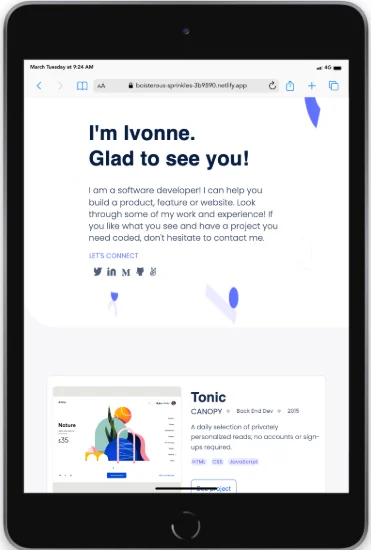 March Tuesday at 9:24 AM
4G
AA
boisterous-sprinkles-3b9590.netlify.app
I'm Ivonne.
Glad to see you!
I am a software developer! I can help you
build a product, feature or website. Look
through some of my work and experience! If
you like what you see and have a project you
need coded, don't hesitate to contact me.
LET'S CONNECT
Nature
$35
Tonic
CANOPY Back End Dev 2015
A daily selection of privately
personalized reads; no accounts or sign-
ups required.
HTML CSS JavaScript
See project